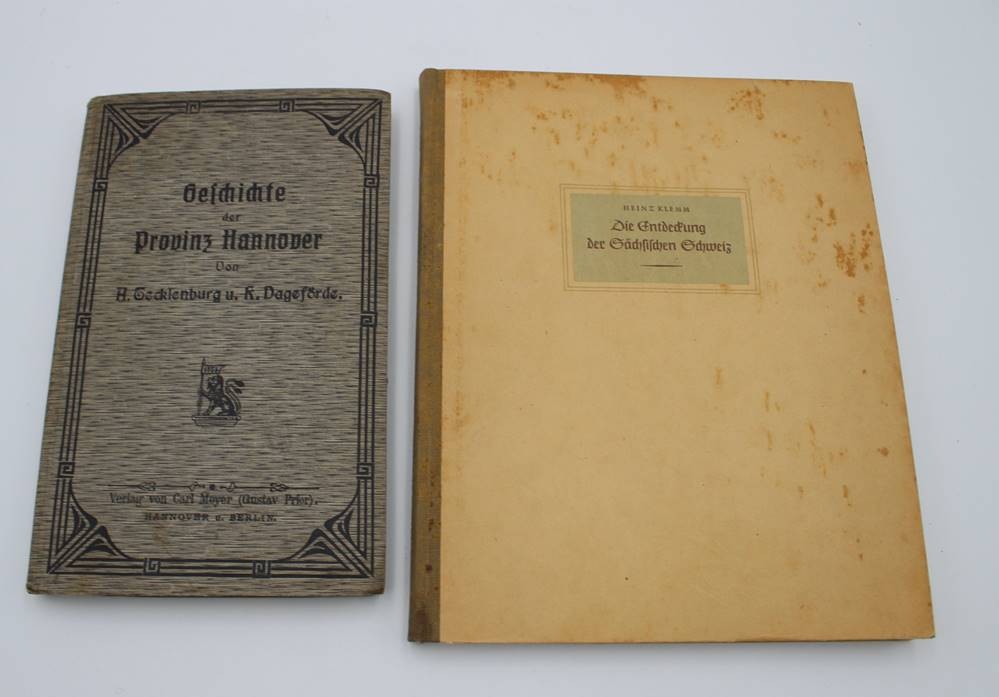 Geſchichte
der
Provinz Hannover
Von
H. Tecklenburg u. K. Dageförde.
Verlag von Carl Meyer (Gustav Prior).
HANNOVER u. BERLIN.
HEINZ KLEMM
Die Entdeckung
der Sächſiſchen Schweiz